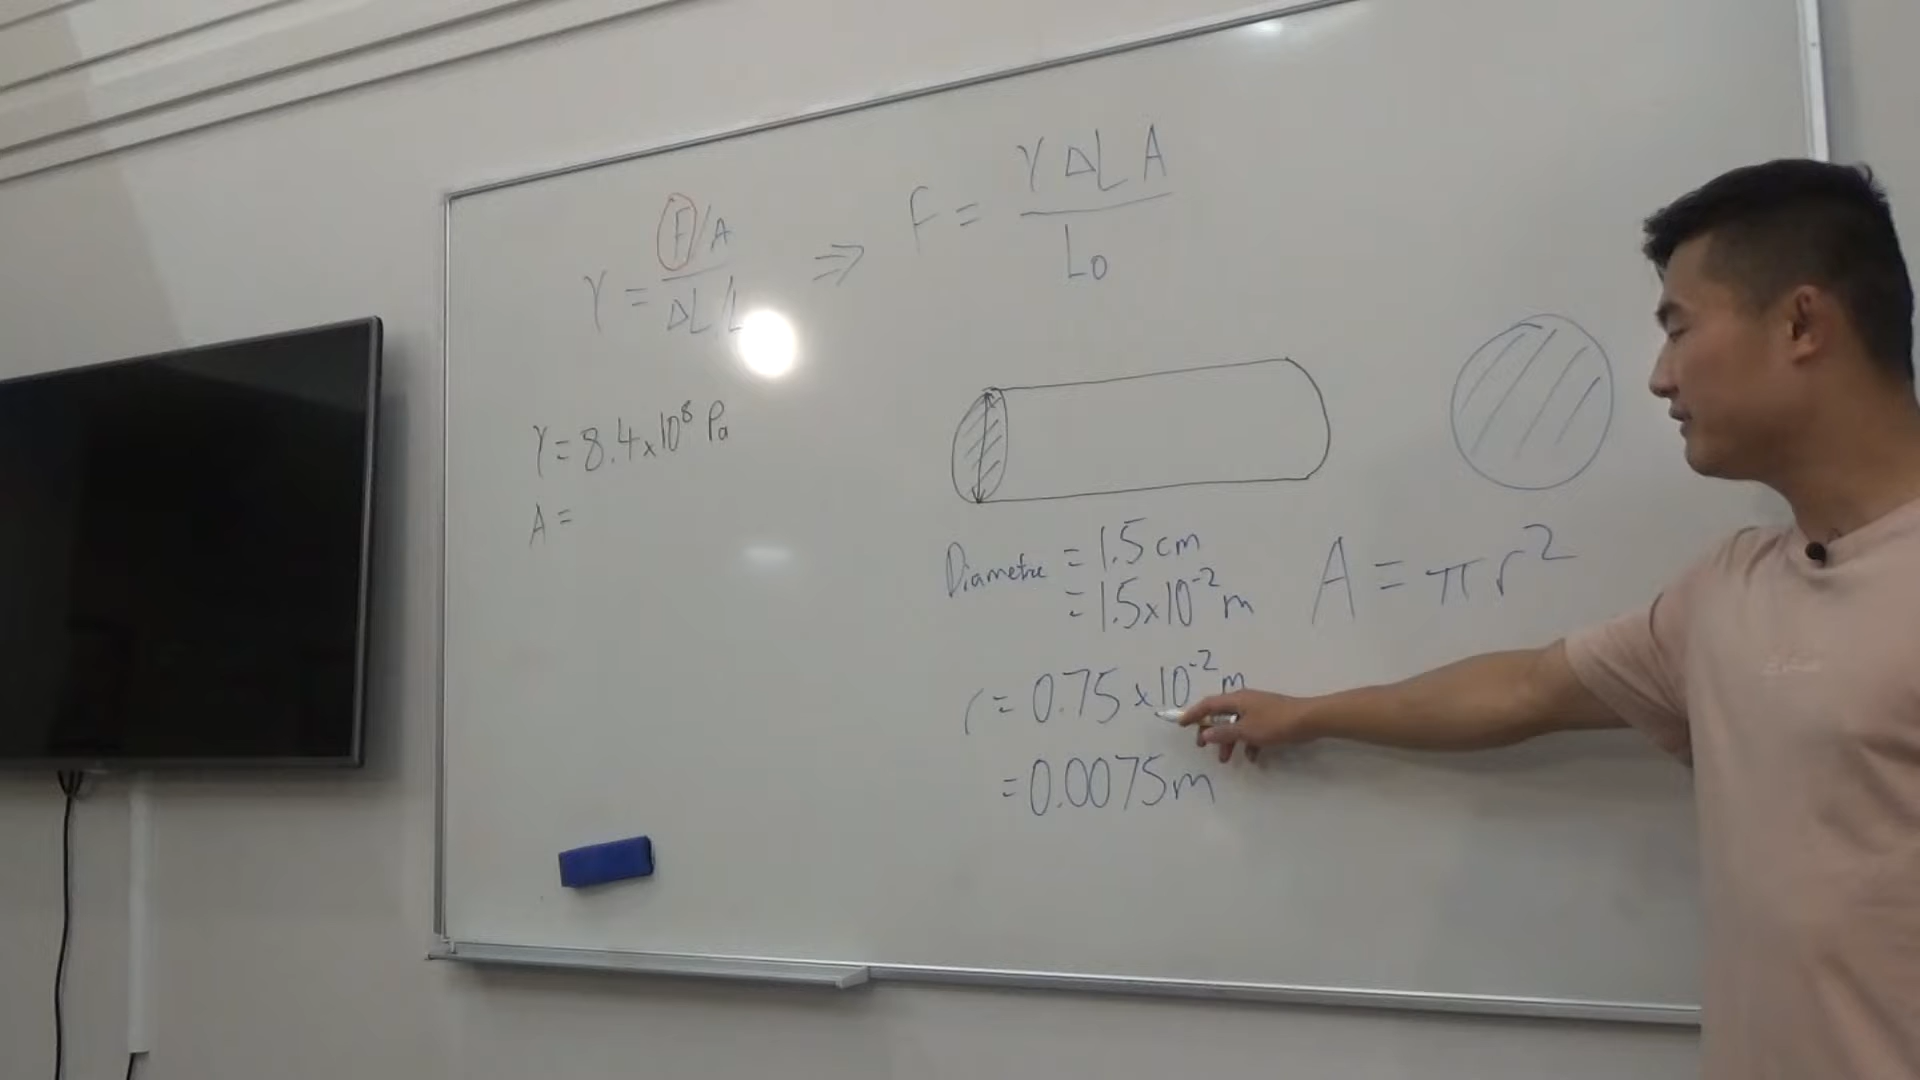 Y = F/A
ΔL/L
⇒ F = Y ΔL A
L₀
Y = 8.4 x 10⁸ Pa
A =
Diametre = 1.5 cm
= 1.5 x 10⁻² m
A = π r²
r = 0.75 x 10⁻² m
= 0.0075 m